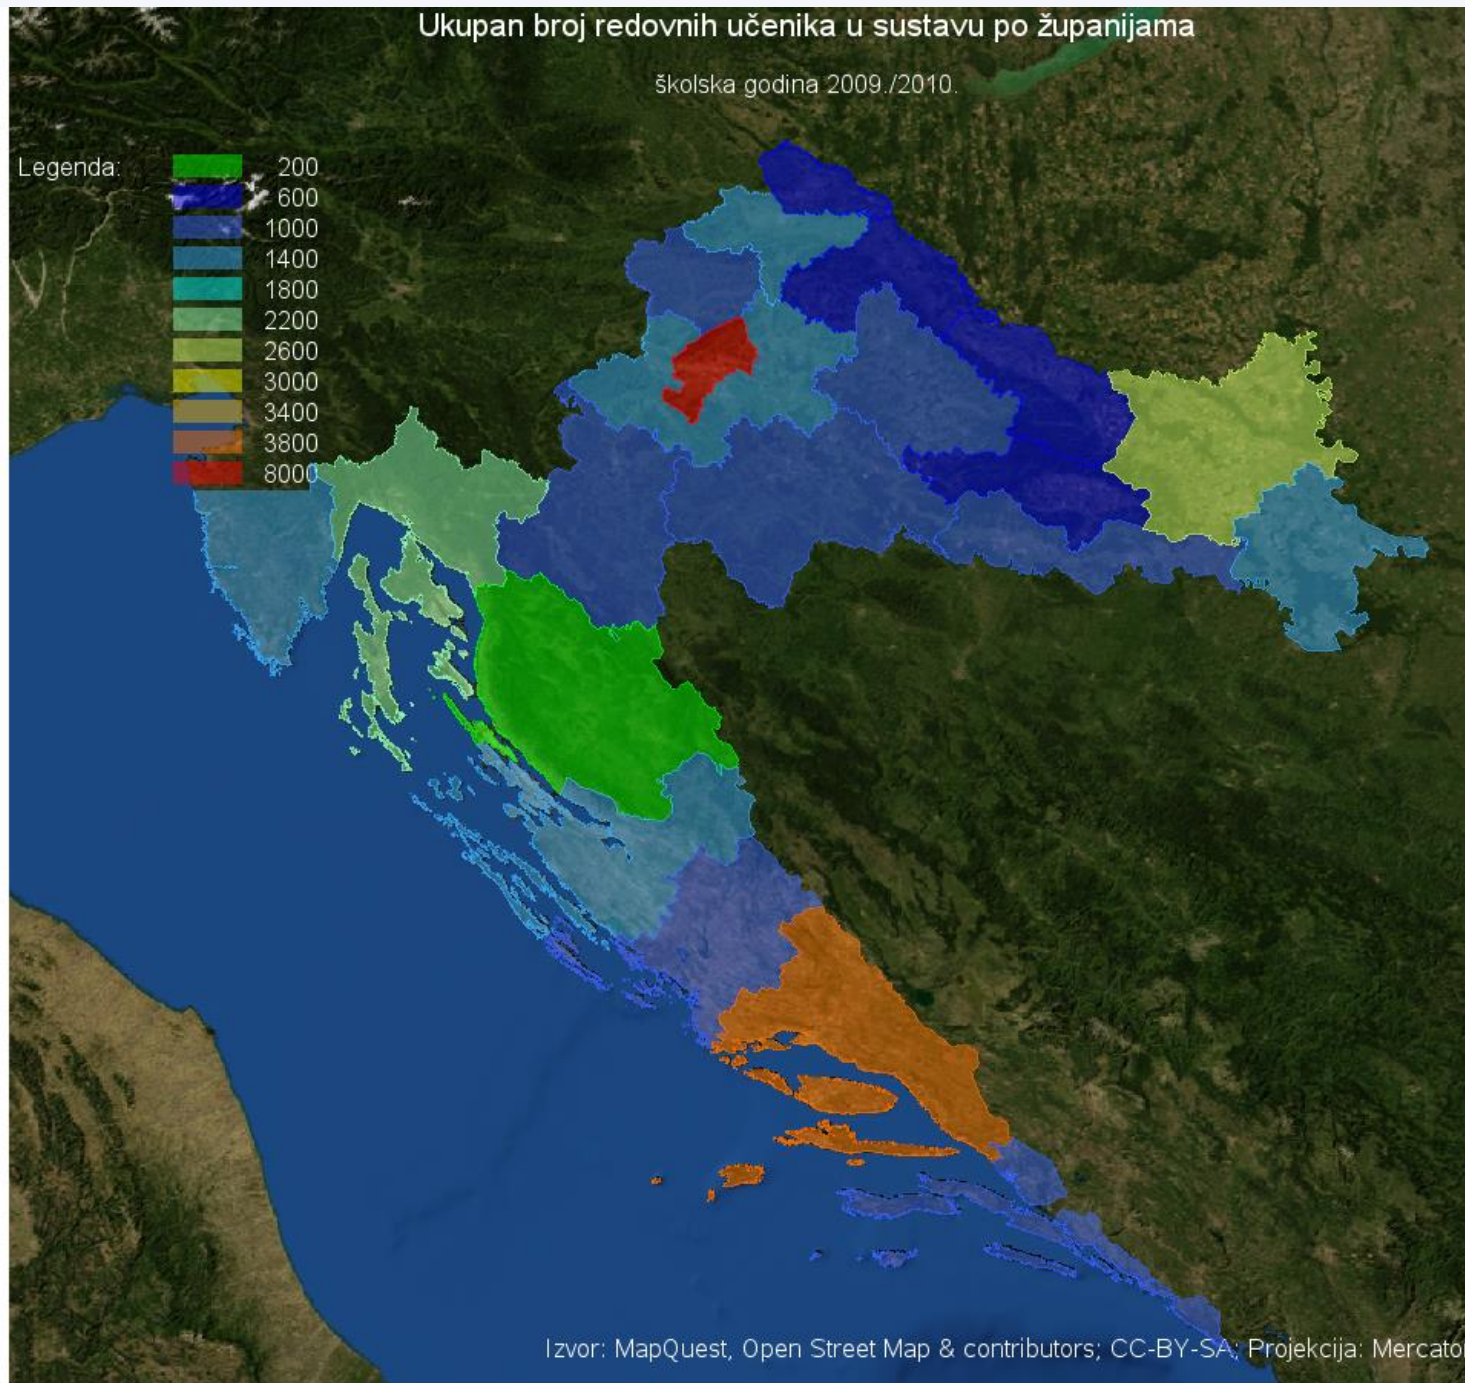 Ukupan broj redovnih učenika u sustavu po županijama
školska godina 2009./2010.
Legenda:
200
600
1000
1400
1800
2200
2600
3000
3400
3800
8000
Izvor: MapQuest, Open Street Map & contributors; CC-BY-SA; Projekcija: Mercato